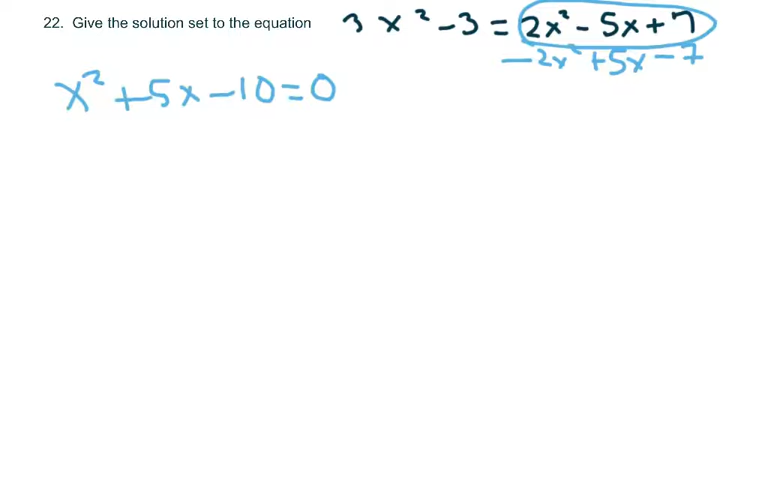 22. Give the solution set to the equation 3x² - 3 = 2x² - 5x + 7
- 2x² + 5x - 7
x² + 5x - 10 = 0